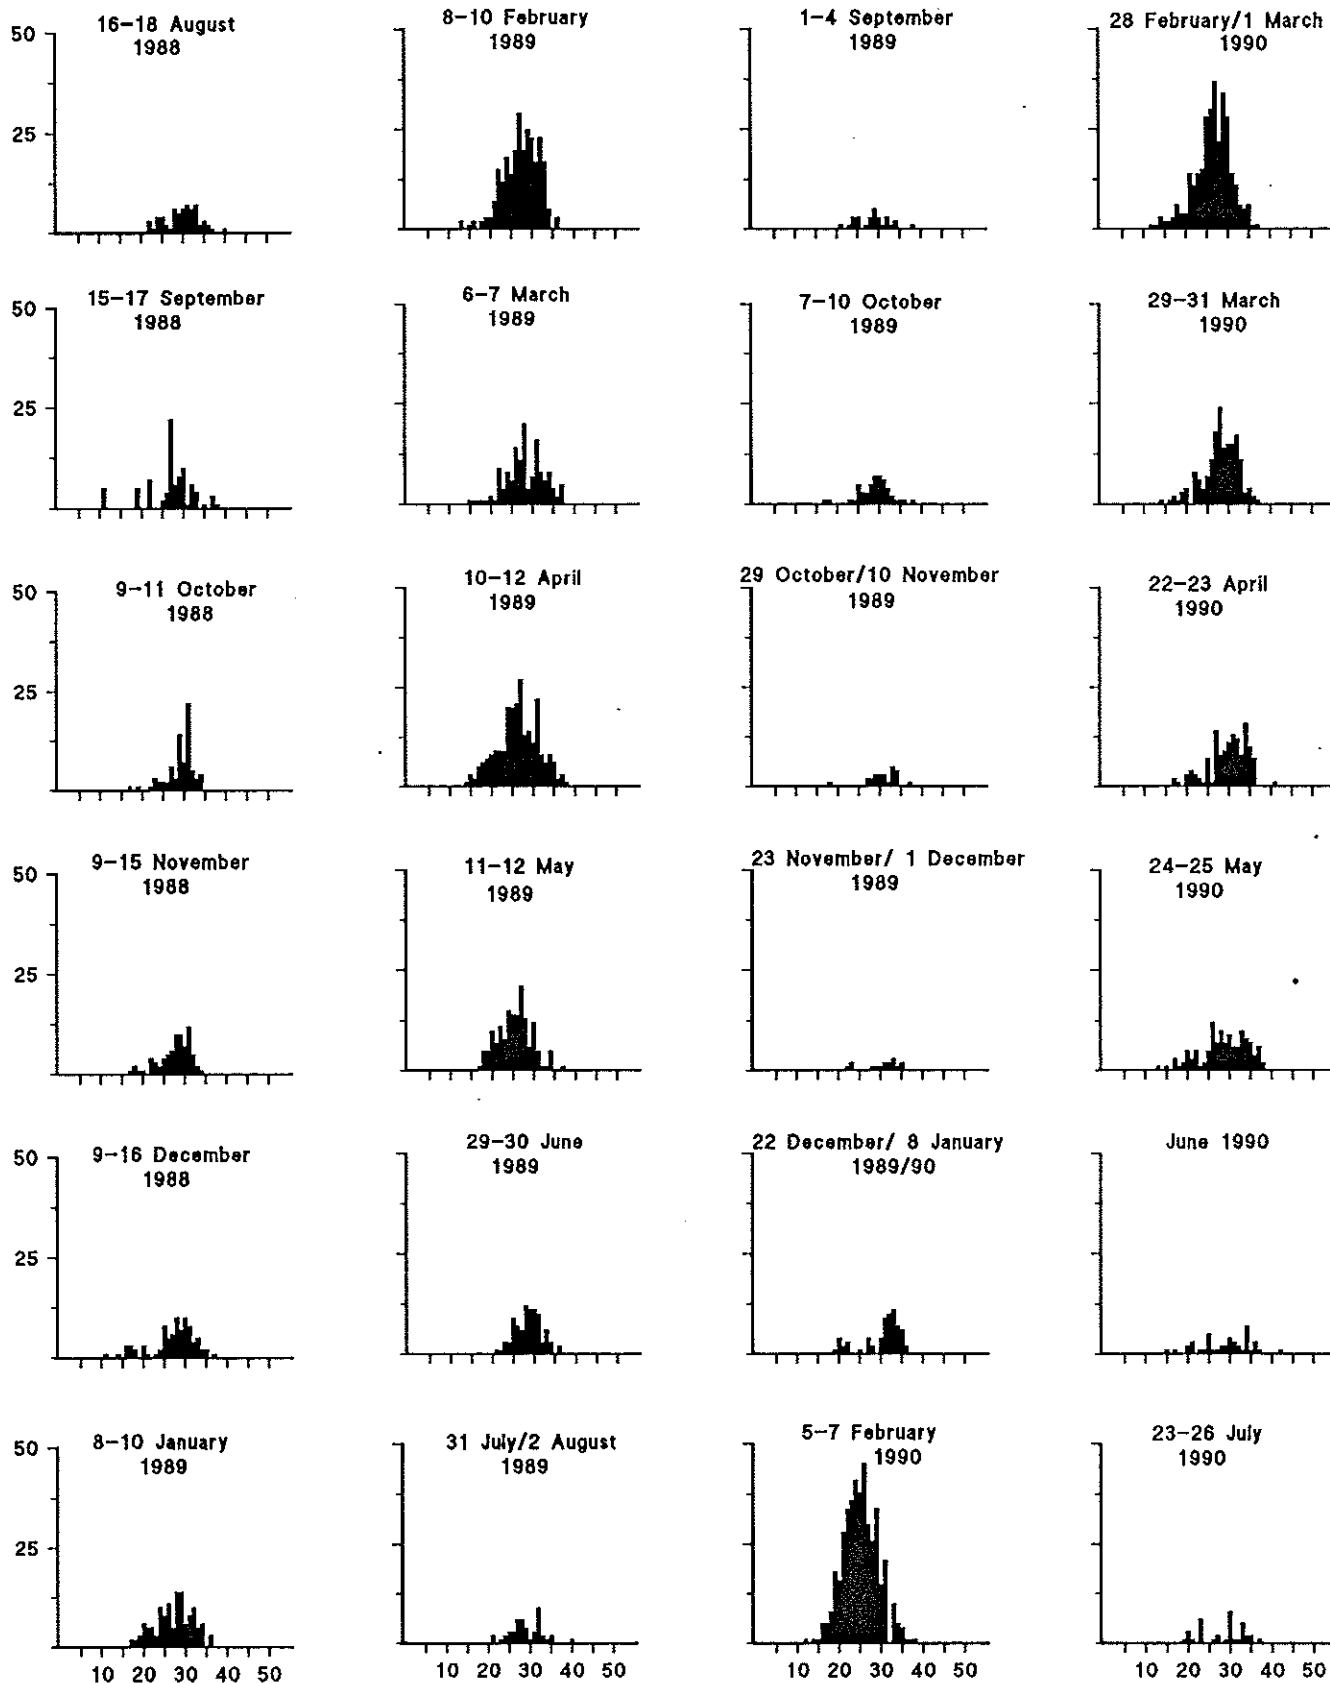 16-18 August
1988
8-10 February
1989
1-4 September
1989
28 February/1 March
1990
50
25
15-17 September
1988
6-7 March
1989
7-10 October
1989
29-31 March
1990
50
25
9-11 October
1988
10-12 April
1989
29 October/10 November
1989
22-23 April
1990
50
25
9-15 November
1988
11-12 May
1989
23 November/ 1 December
1989
24-25 May
1990
50
25
9-16 December
1988
29-30 June
1989
22 December/ 8 January
1989/90
June 1990
50
25
8-10 January
1989
31 July/2 August
1989
5-7 February
1990
23-26 July
1990
50
25
10 20 30 40 50
10 20 30 40 50
10 20 30 40 50
10 20 30 40 50